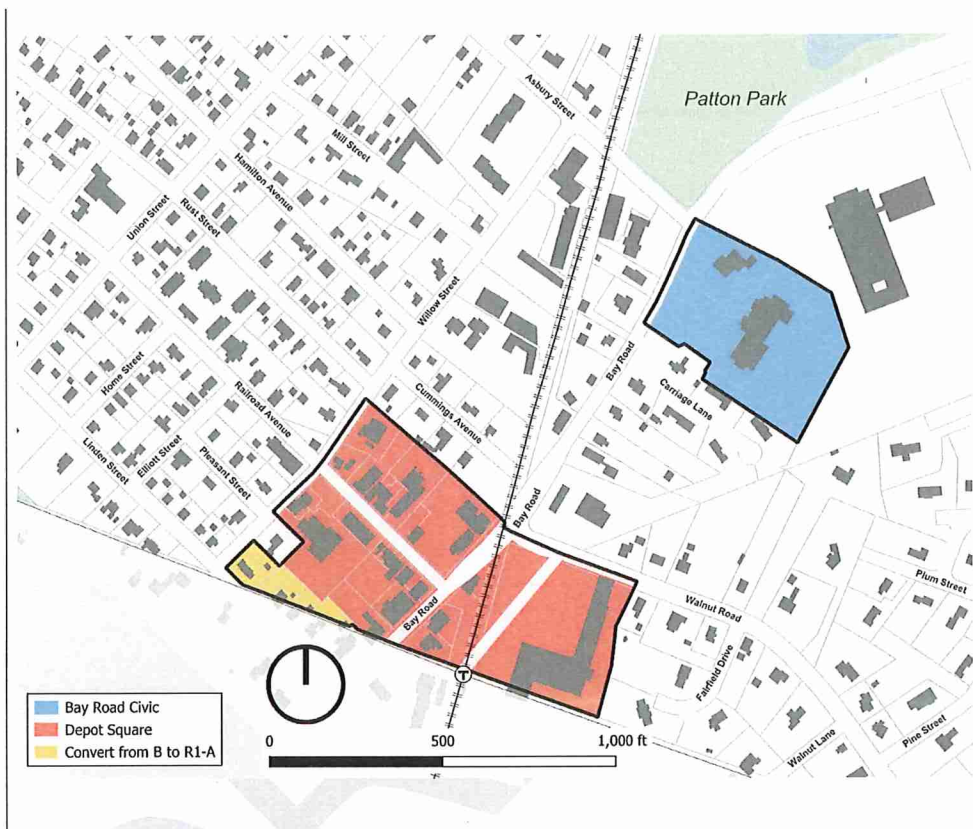 Patton Park
Asbury Street
Mill Street
Hamilton Avenue
Union Street
Rust Street
Willow Street
Bay Road
Carriage Lane
Home Street
Railroad Avenue
Cummings Avenue
Linden Street
Elliott Street
Pleasant Street
Bay Road
Plum Street
Walnut Road
Bay Road
Fairfield Drive
T
Pine Street
Walnut Lane
Bay Road Civic
Depot Square
Convert from B to R1-A
0 500 1,000 ft